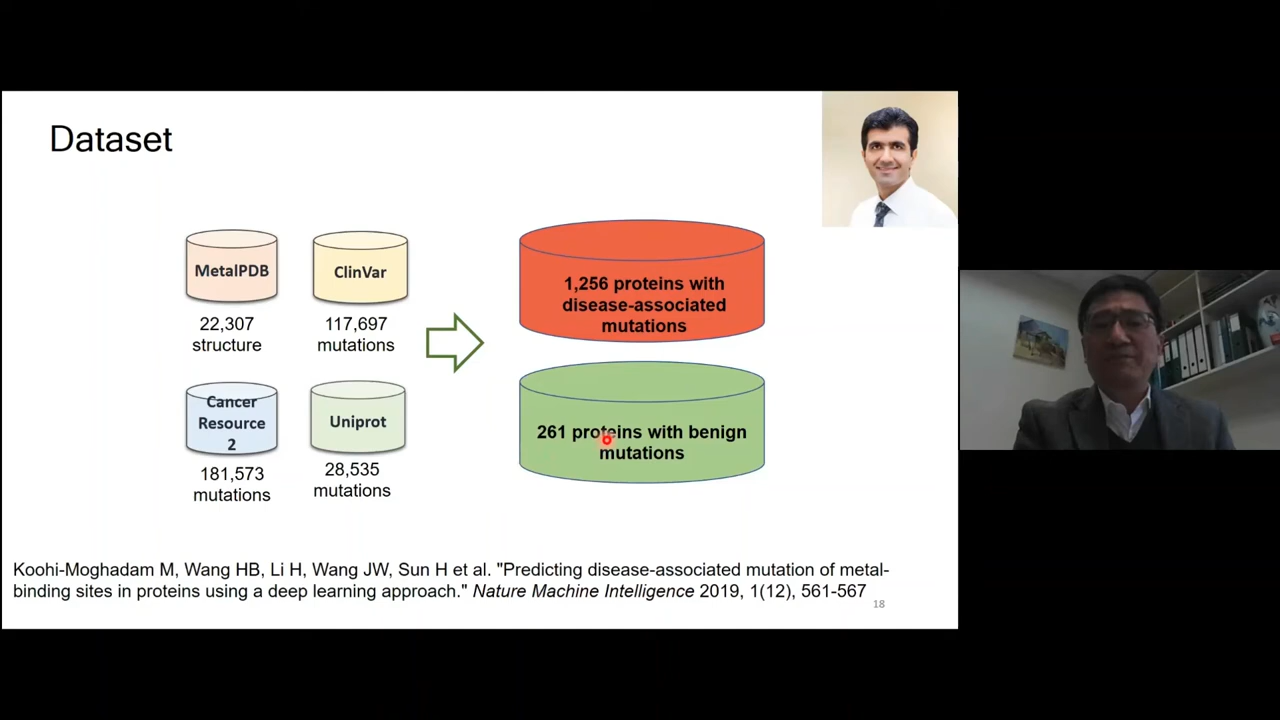 Dataset
MetalPDB
22,307
structure
ClinVar
117,697
mutations
Cancer
Resource
2
181,573
mutations
Uniprot
28,535
mutations
1,256 proteins with
disease-associated
mutations
261 proteins with benign
mutations
Koohi-Moghadam M, Wang HB, Li H, Wang JW, Sun H et al. "Predicting disease-associated mutation of metal-
binding sites in proteins using a deep learning approach." Nature Machine Intelligence 2019, 1(12), 561-567
18